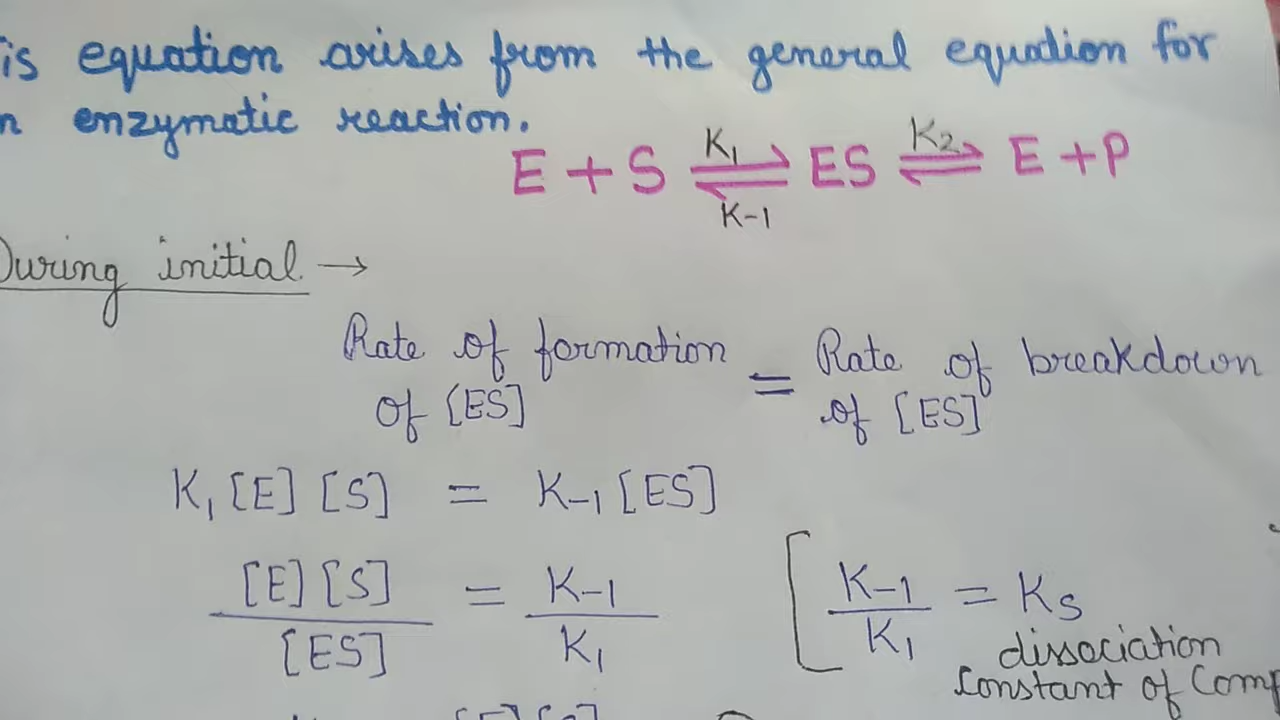 is equation arises from the general equation for
n enzymatic reaction.
E + S ⇌ ES ⇌ E + P
K1 K2
K-1
During initial →
Rate of formation of [ES] = Rate of breakdown of [ES]
K1 [E] [S] = K-1 [ES]
[E] [S] / [ES] = K-1 / K1
[ K-1 / K1 = KS
dissociation
constant of Comp